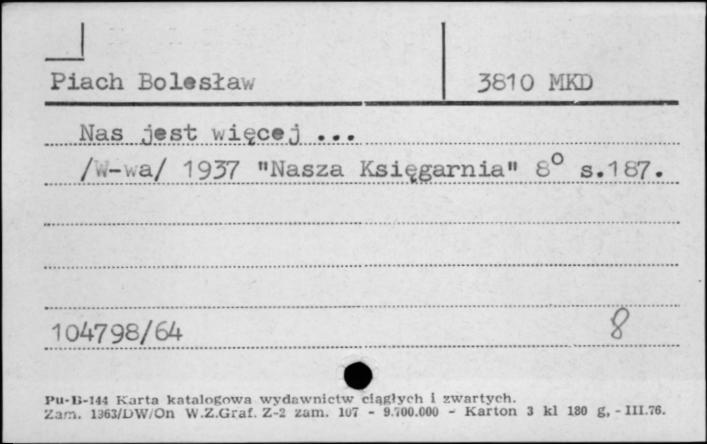 Piach Bolesław 3810 MKD
Nas jest więcej ...
/W-wa/ 1937 "Nasza Księgarnia" 8° s.187.
104798/64 8
Pu-B-144 Karta katalogowa wydawnictw ciągłych i zwartych.
Zam. 1363/DW/On W.Z.Graf. Z-2 zam. 107 - 9.700.000 - Karton 3 kl 180 g, - III.76.